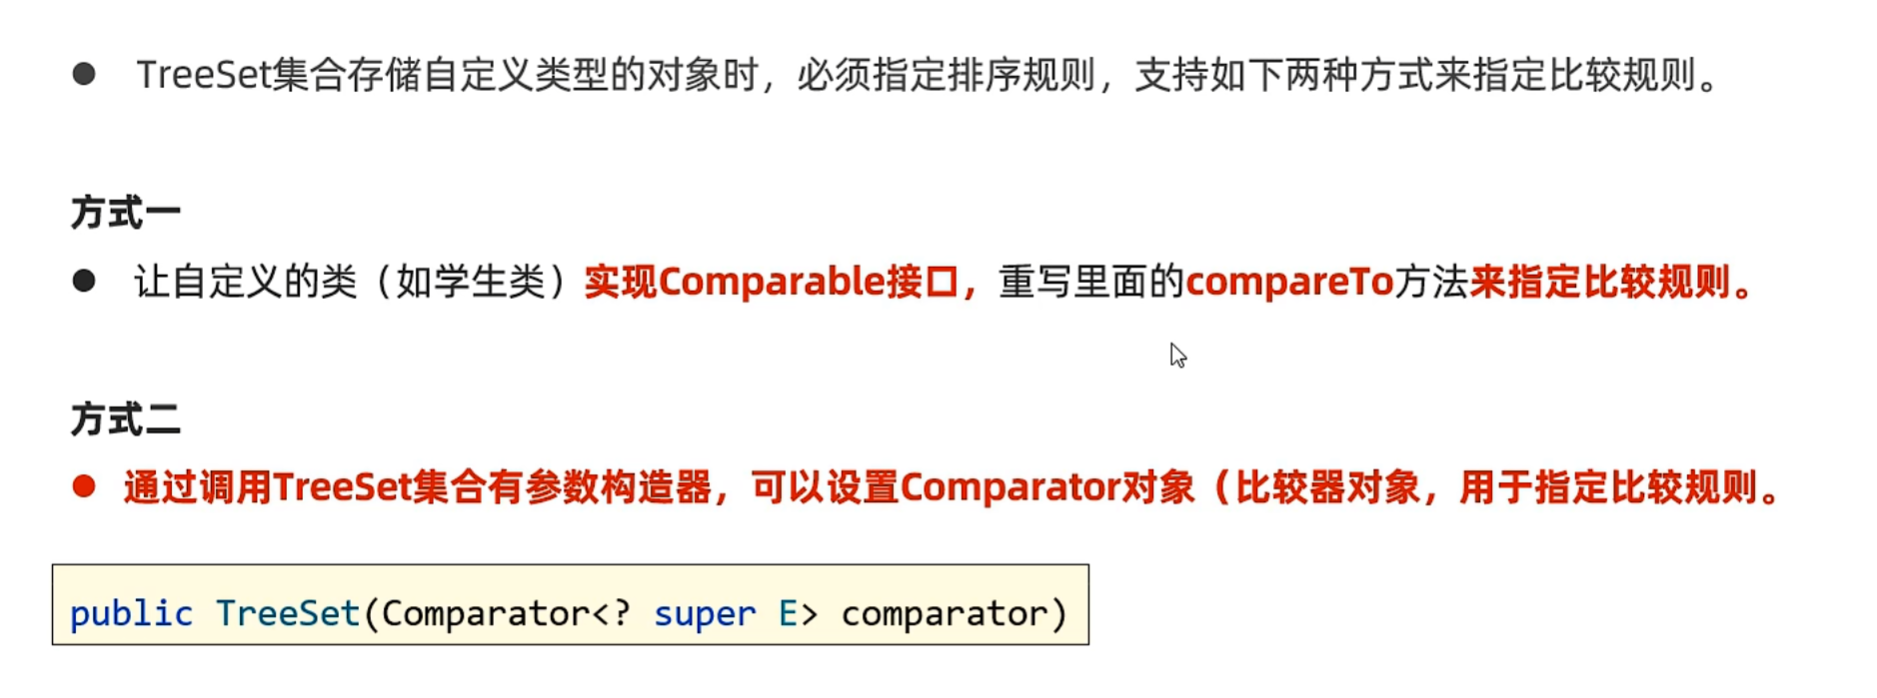 ● TreeSet集合存储自定义类型的对象时，必须指定排序规则，支持如下两种方式来指定比较规则。
方式一
● 让自定义的类（如学生类）实现Comparable接口，重写里面的compareTo方法来指定比较规则。
方式二
● 通过调用TreeSet集合有参数构造器，可以设置Comparator对象（比较器对象，用于指定比较规则。
public TreeSet(Comparator<? super E> comparator)